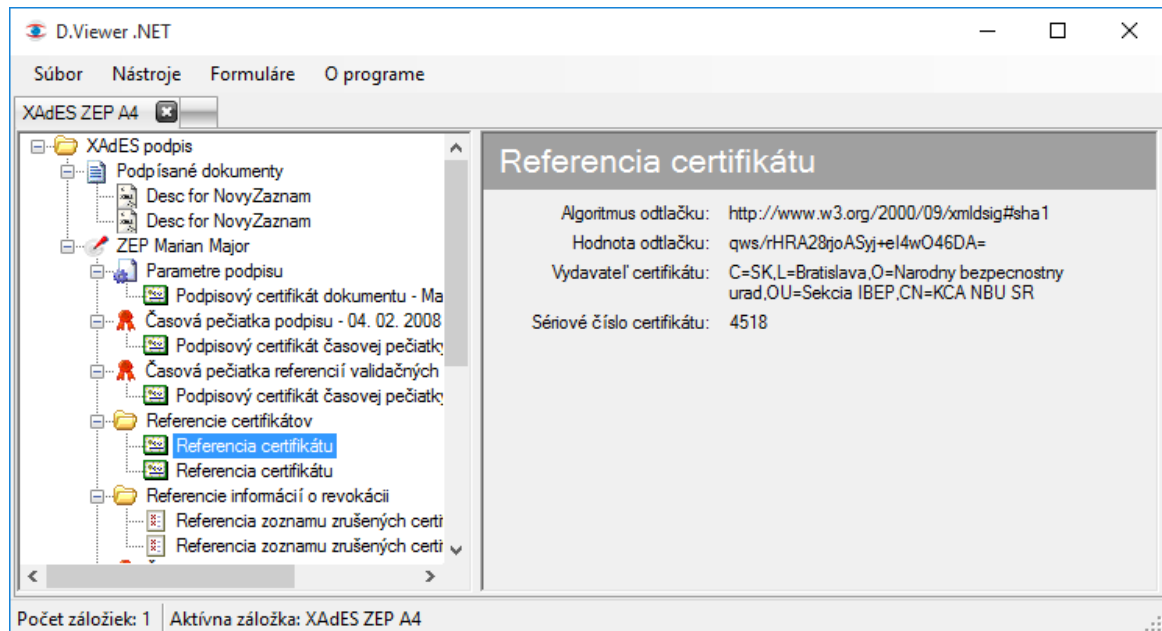 D.Viewer .NET
Súbor Nástroje Formuláre O programe
XAdES ZEP A4
XAdES podpis
Podpísané dokumenty
Desc for NovyZaznam
Desc for NovyZaznam
ZEP Marian Major
Parametre podpisu
Podpisový certifikát dokumentu - Ma
Časová pečiatka podpisu - 04. 02. 2008
Podpisový certifikát časovej pečiatky
Časová pečiatka referencií validačných
Podpisový certifikát časovej pečiatky
Referencie certifikátov
Referencia certifikátu
Referencia certifikátu
Referencie informácií o revokácii
Referencia zoznamu zrušených certi
Referencia zoznamu zrušených certi
Referencia certifikátu
Algoritmus odtlačku: http://www.w3.org/2000/09/xmldsig#sha1
Hodnota odtlačku: qws/rHRA28rjoASyj+eI4wO46DA=
Vydavateľ certifikátu: C=SK,L=Bratislava,O=Narodny bezpecnostny
urad,OU=Sekcia IBEP,CN=KCA NBU SR
Sériové číslo certifikátu: 4518
Počet záložiek: 1 Aktívna záložka: XAdES ZEP A4